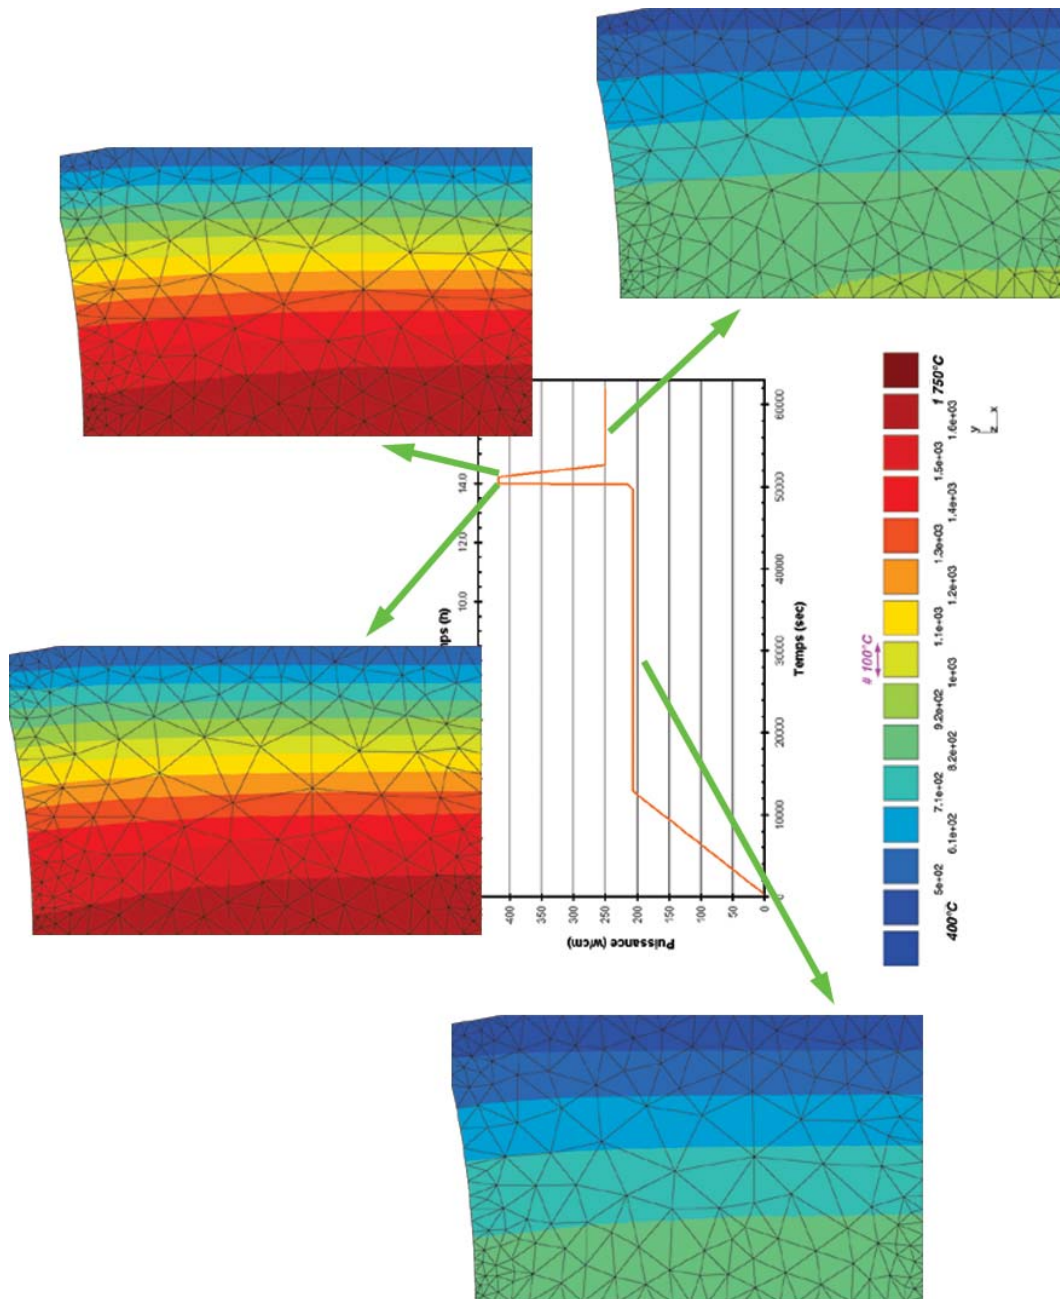 mps (h)
10.0
12.0
14.0
Puissance (w/cm)
400
350
300
250
200
150
100
50
0
0
10000
20000
30000
40000
50000
60000
Temps (sec)
# 100°C
400°C
5e+02
6.1e+02
7.1e+02
8.2e+02
9.2e+02
1e+03
1.1e+03
1.2e+03
1.3e+03
1.4e+03
1.5e+03
1.6e+03
1 750°C
y
z x